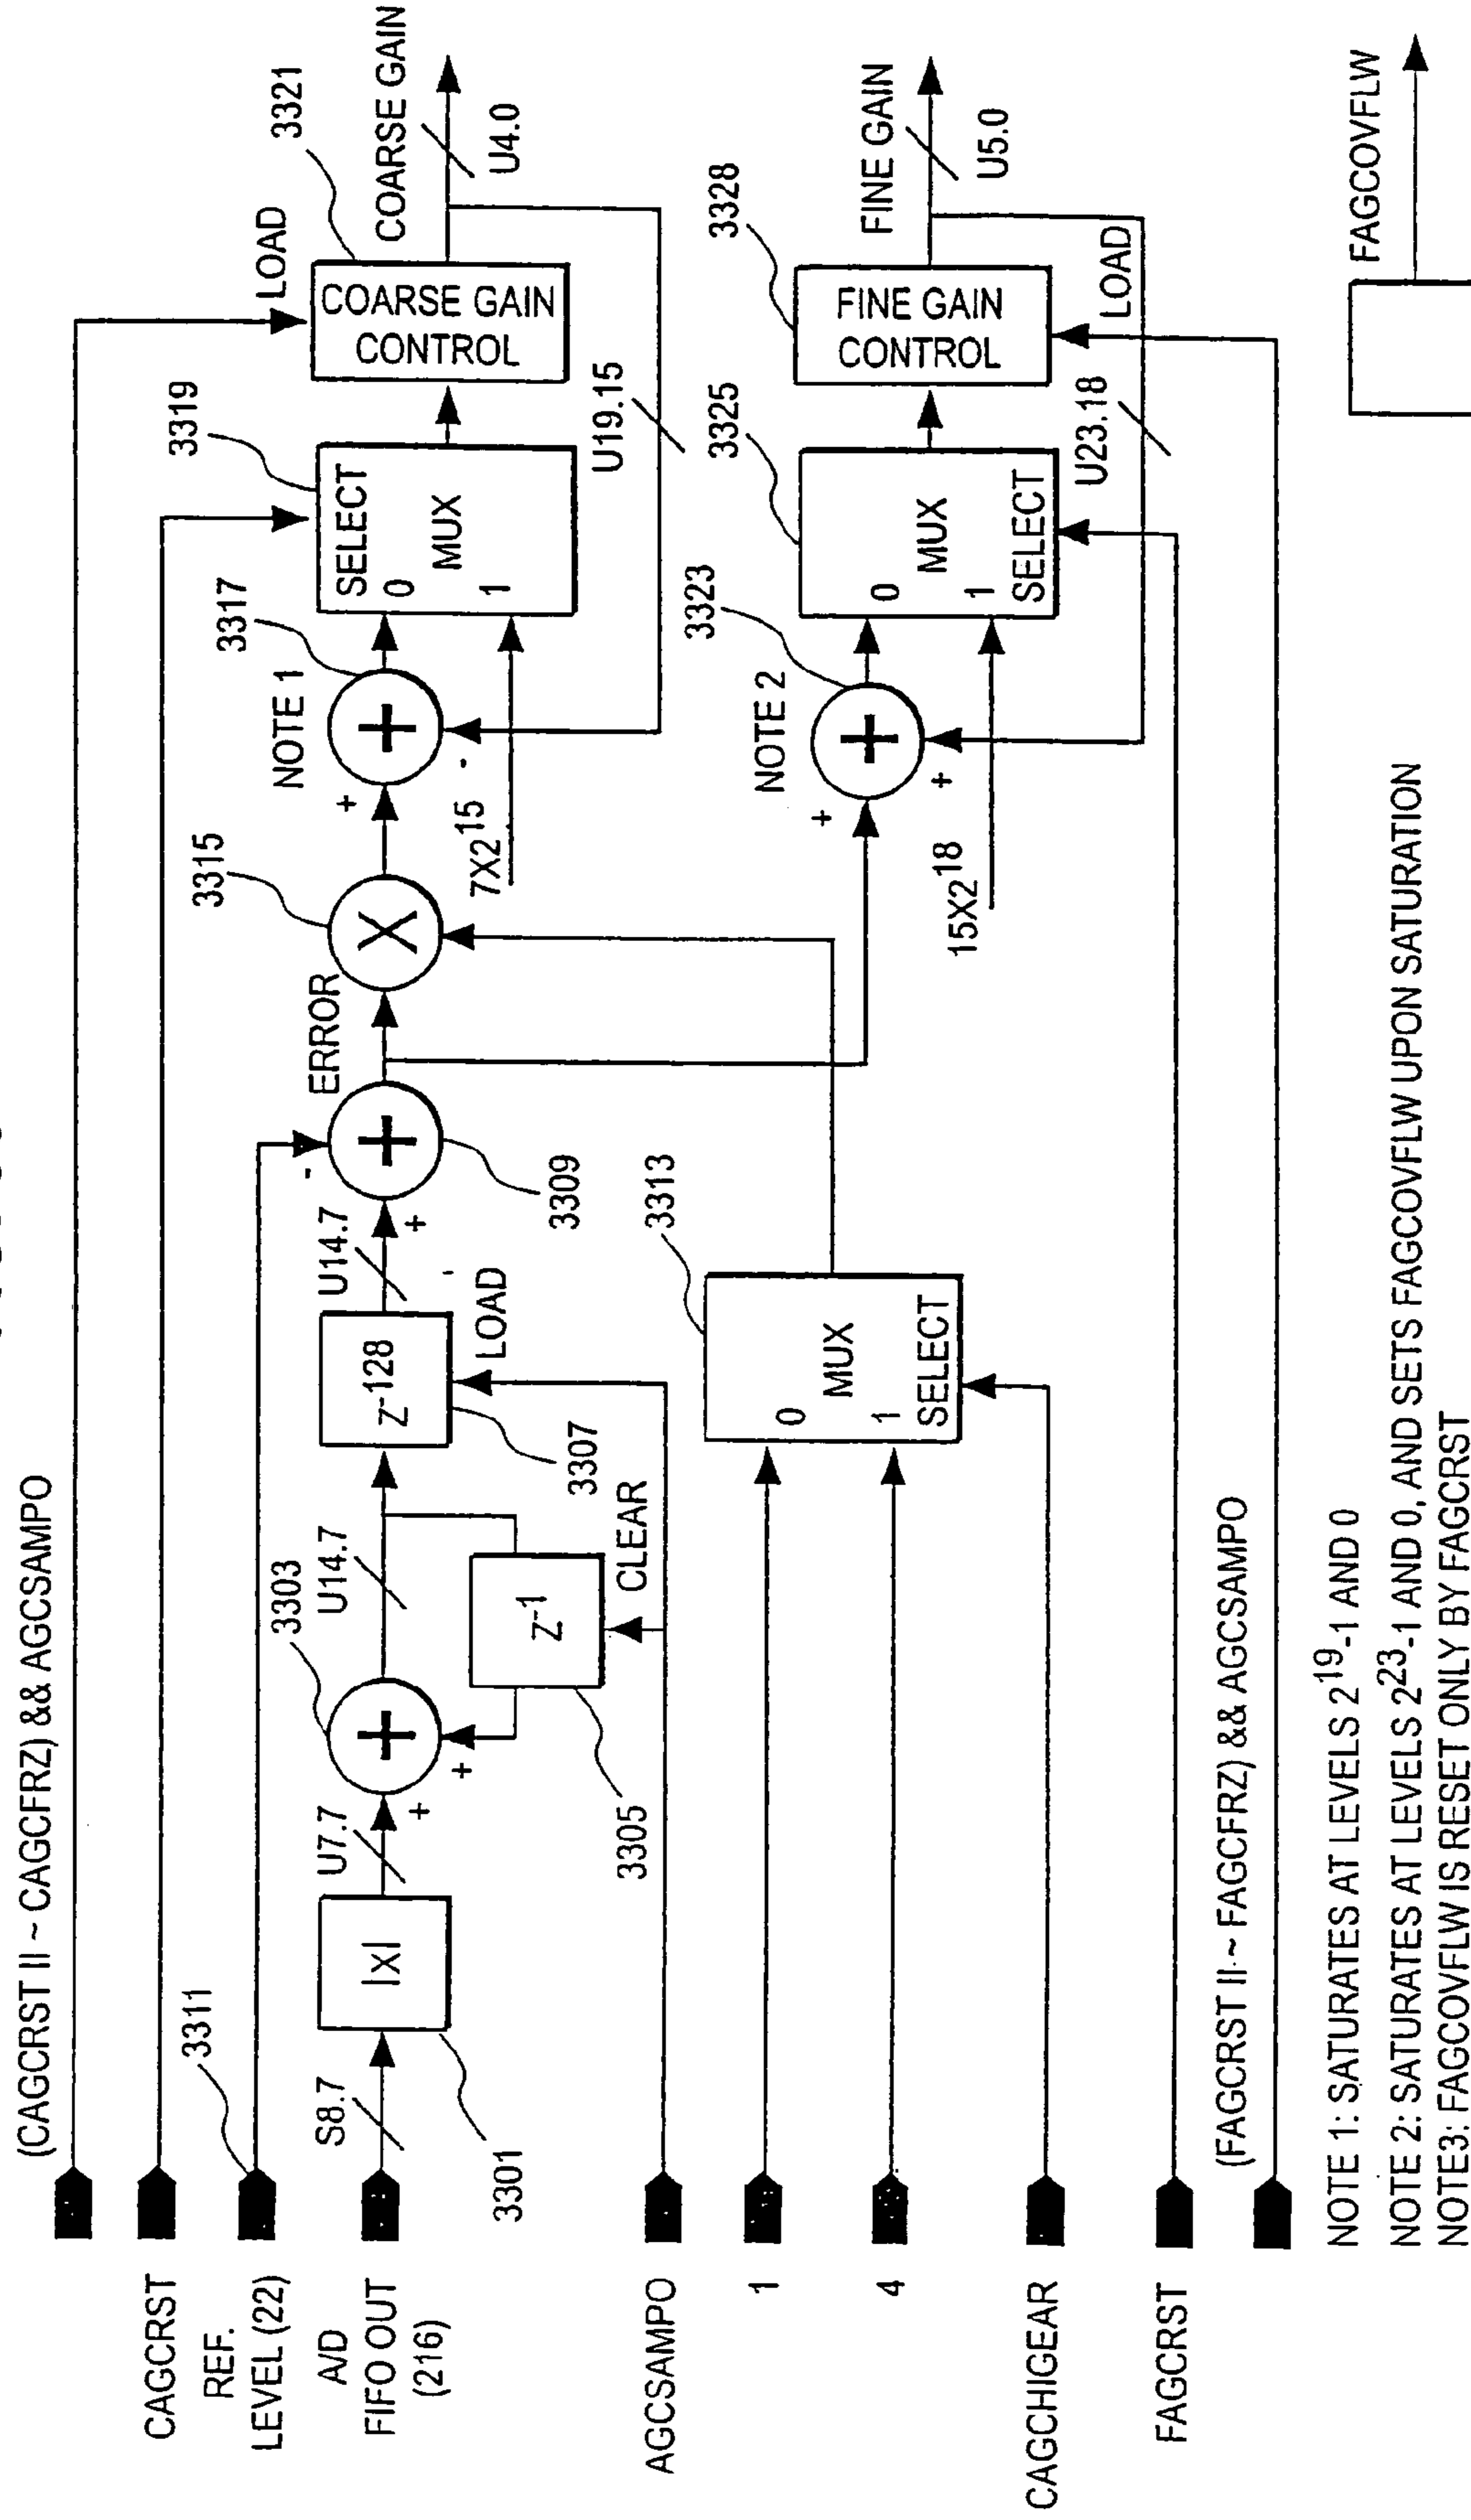 (CAGCRST II ~ CAGCFRZ) && AGCSAMPO
CAGCRST
REF.
LEVEL (22)
3311
A/D
FIFO OUT
(216)
S8.7
3301
|x|
U7.7
+
3303
+
+
U14.7
z-1
3305
CLEAR
z-128
3307
LOAD
U14.7
+
-
+
3309
ERROR
X
3315
+
+
-
3317
NOTE 1
7X2^15
SELECT
0
MUX
1
3319
LOAD
COARSE GAIN
CONTROL
3321
COARSE GAIN
U4.0
U19.15
AGCSAMPO
1
4
CAGCHIGEAR
0
MUX
1
SELECT
3313
NOTE 2
3323
+
+
+
15X2^18
0
MUX
1
SELECT
3325
FINE GAIN
CONTROL
3328
FINE GAIN
U5.0
LOAD
U23.18
FAGCRST
(FAGCRST II ~ FAGCFRZ) && AGCSAMPO
FAGCOVFLW
NOTE 1: SATURATES AT LEVELS 2^19-1 AND 0
NOTE 2: SATURATES AT LEVELS 2^23-1 AND 0, AND SETS FAGCOVFLW UPON SATURATION
NOTE3: FAGCOVFLW IS RESET ONLY BY FAGCRST